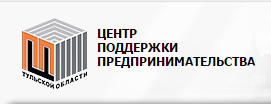 ЦЕНТР
ПОДДЕРЖКИ
ПРЕДПРИНИМАТЕЛЬСТВА
ТУЛЬСКОЙ ОБЛАСТИ